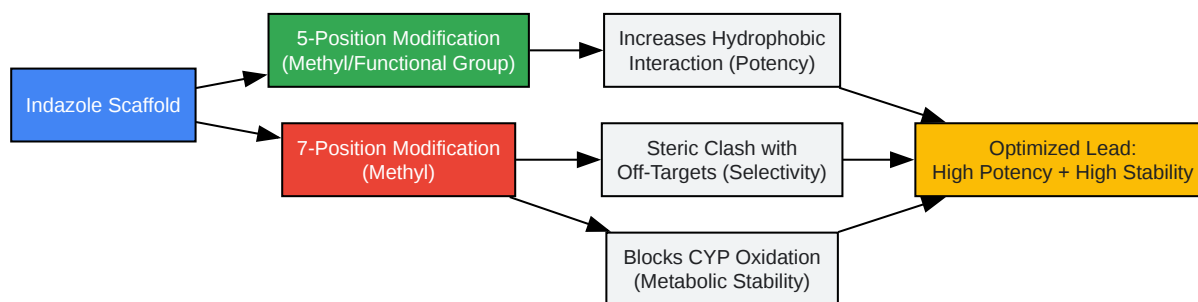 Indazole Scaffold
5-Position Modification
(Methyl/Functional Group)
7-Position Modification
(Methyl)
Increases Hydrophobic
Interaction (Potency)
Steric Clash with
Off-Targets (Selectivity)
Blocks CYP Oxidation
(Metabolic Stability)
Optimized Lead:
High Potency + High Stability